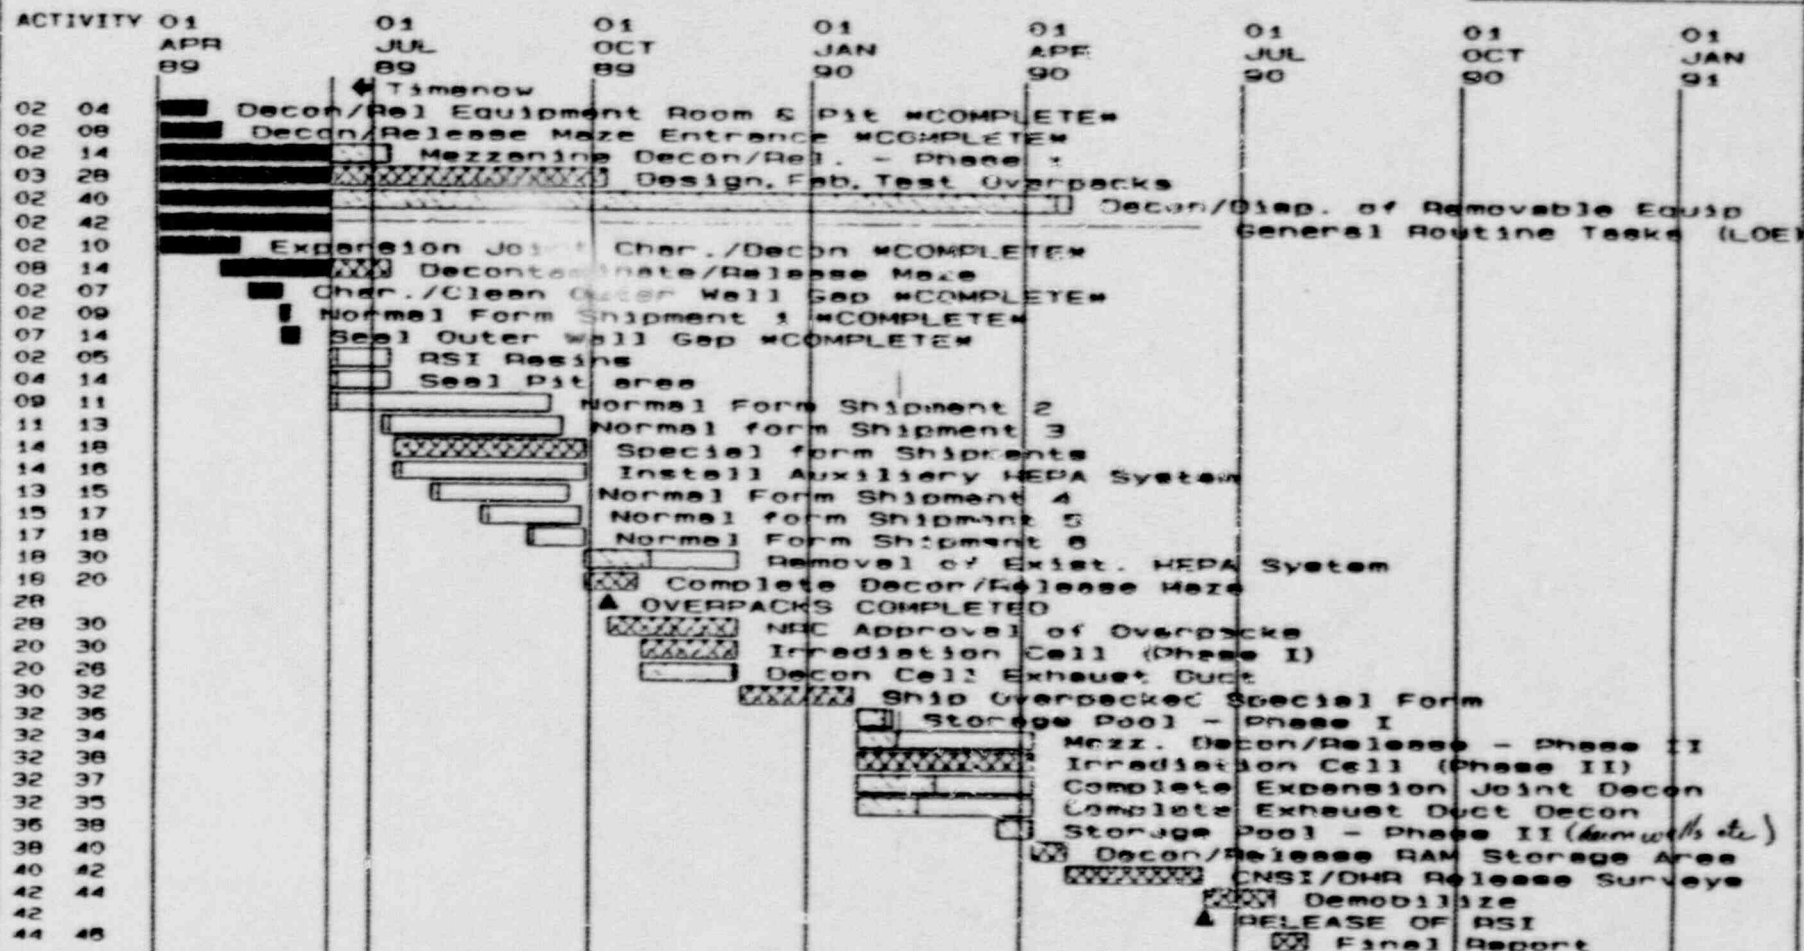 ACTIVITY 01 01 01 01 01 01 01 01
APR JUL OCT JAN APR JUL OCT JAN
89 89 89 90 90 90 90 91
Timenow
02 04 Decon/Rel Equipment Room & Pit *COMPLETE*
02 08 Decon/Release Maze Entrance *COMPLETE*
02 14 Mezzanine Decon/Rel. - Phase
03 28 Design, Fab, Test Overpacks
02 40 Decon/Disp. of Removable Equip
02 42 General Routine Tasks (LOE)
02 10 Expansion Joint Char./Decon *COMPLETE*
08 14 Decontaminate/Release Maze
02 07 Char./Clean Outer Wall Gap *COMPLETE*
02 09 Normal Form Shipment 1 *COMPLETE*
07 14 Seal Outer Wall Gap *COMPLETE*
02 05 RSI Resins
04 14 Seal Pit area
09 11 Normal Form Shipment 2
11 13 Normal form Shipment 3
14 18 Special form Shipments
14 16 Install Auxiliary HEPA System
13 15 Normal Form Shipment 4
15 17 Normal form Shipment 5
17 18 Normal Form Shipment 6
18 30 Removal of Exist. HEPA System
18 20 Complete Decon/Release Maze
28 OVERPACKS COMPLETED
28 30 NRC Approval of Overpacks
20 30 Irradiation Cell (Phase I)
20 26 Decon Cell Exhaust Duct
30 32 Ship Overpacked Special Form
32 36 Storage Pool - Phase I
32 34 Mezz. Decon/Release - Phase II
32 38 Irradiation Cell (Phase II)
32 37 Complete Expansion Joint Decon
32 35 Complete Exhaust Duct Decon
36 38 Storage Pool - Phase II ( etc)
38 40 Decon/Release RAM Storage Area
40 42 CNSI/DHR Release Surveys
42 44 Demobilize
42 RELEASE OF RSI
44 46 Final Report